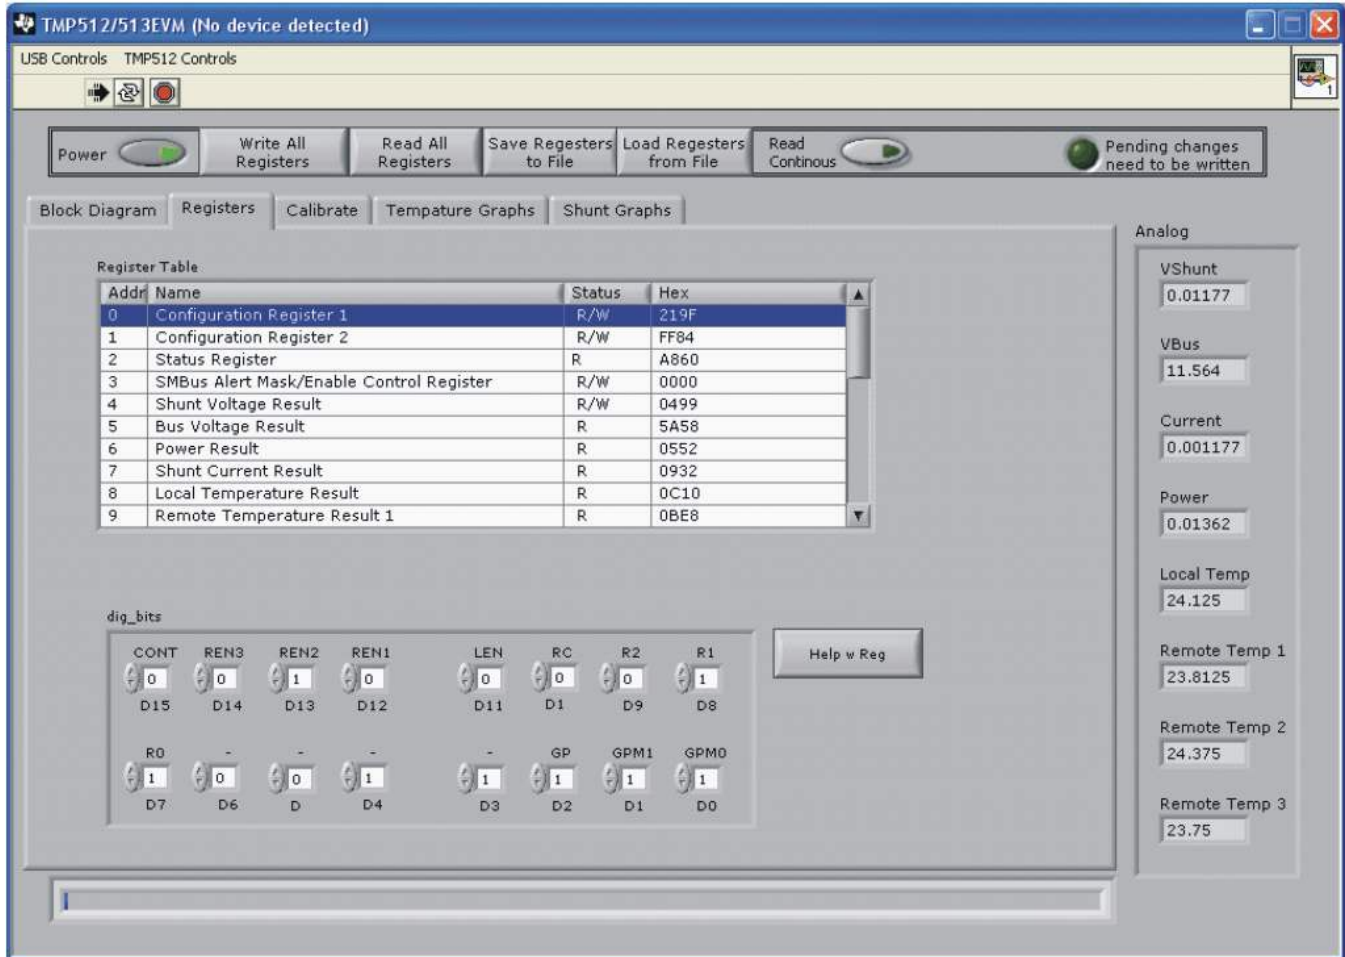 TMP512/513EVM (No device detected)
USB Controls TMP512 Controls
1
Power
Write All
Registers
Read All
Registers
Save Regesters
to File
Load Regesters
from File
Read
Continous
Pending changes
need to be written
Block Diagram Registers Calibrate Tempature Graphs Shunt Graphs
Register Table
Addr Name Status Hex
0 Configuration Register 1 R/W 219F
1 Configuration Register 2 R/W FF84
2 Status Register R A860
3 SMBus Alert Mask/Enable Control Register R/W 0000
4 Shunt Voltage Result R/W 0499
5 Bus Voltage Result R 5A58
6 Power Result R 0552
7 Shunt Current Result R 0932
8 Local Temperature Result R 0C10
9 Remote Temperature Result 1 R 0BE8
dig_bits
CONT REN3 REN2 REN1 LEN RC R2 R1
0 0 1 0 0 0 0 1
D15 D14 D13 D12 D11 D1 D9 D8
R0 - - - - GP GPM1 GPM0
1 0 0 1 1 1 1 1
D7 D6 D D4 D3 D2 D1 D0
Help w Reg
Analog
VShunt
0.01177
VBus
11.564
Current
0.001177
Power
0.01362
Local Temp
24.125
Remote Temp 1
23.8125
Remote Temp 2
24.375
Remote Temp 3
23.75